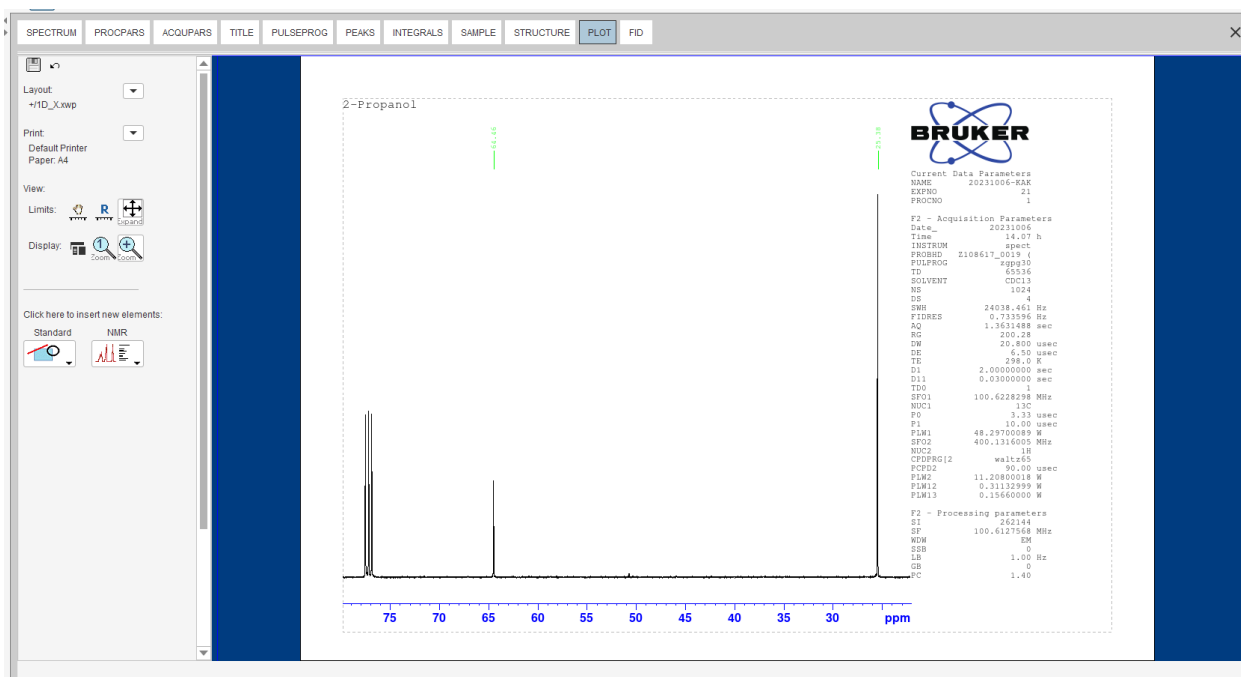 SPECTRUM PROCPARS ACQUPARS TITLE PULSEPROG PEAKS INTEGRALS SAMPLE STRUCTURE PLOT FID
Layout:
+/1D_X.xwp
Print:
Default Printer
Paper: A4
View:
Limits:
R
Expand
Display:
1
Zoom
Zoom
Click here to insert new elements:
Standard NMR
2-Propanol
64.46
25.38
BRUKER
Current Data Parameters
NAME 20231006-KAK
EXPNO 21
PROCNO 1
F2 - Acquisition Parameters
Date_ 20231006
Time 14.07 h
INSTRUM spect
PROBHD Z108617_0019 (
PULPROG zgpg30
TD 65536
SOLVENT CDCl3
NS 1024
DS 4
SWH 24038.461 Hz
FIDRES 0.733596 Hz
AQ 1.3631488 sec
RG 200.28
DW 20.800 usec
DE 6.50 usec
TE 298.0 K
D1 2.00000000 sec
D11 0.03000000 sec
TD0 1
SFO1 100.6228298 MHz
NUC1 13C
P0 3.33 usec
P1 10.00 usec
PLW1 48.29700089 W
SFO2 400.1316005 MHz
NUC2 1H
CPDPRG[2 waltz65
PCPD2 90.00 usec
PLW2 11.20800018 W
PLW12 0.31132999 W
PLW13 0.15660000 W
F2 - Processing parameters
SI 262144
SF 100.6127568 MHz
WDW EM
SSB 0
LB 1.00 Hz
GB 0
PC 1.40
75 70 65 60 55 50 45 40 35 30 ppm